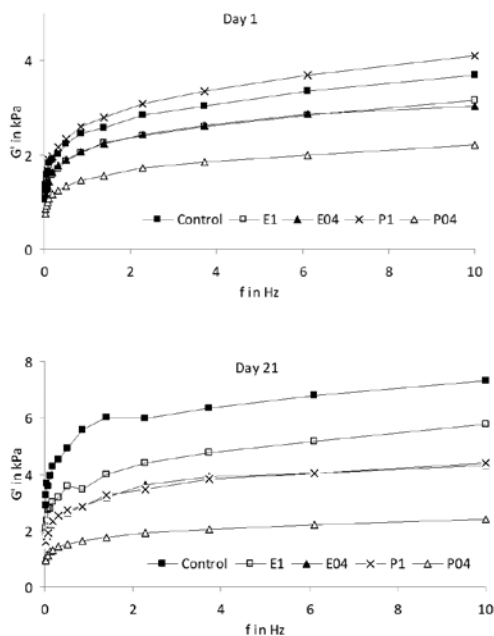 Day 1
4
2
0
G' in kPa
Control E1 E04 P1 P04
0 2 4 6 8 10
f in Hz
Day 21
8
6
4
2
0
G' in kPa
Control E1 E04 P1 P04
0 2 4 6 8 10
f in Hz